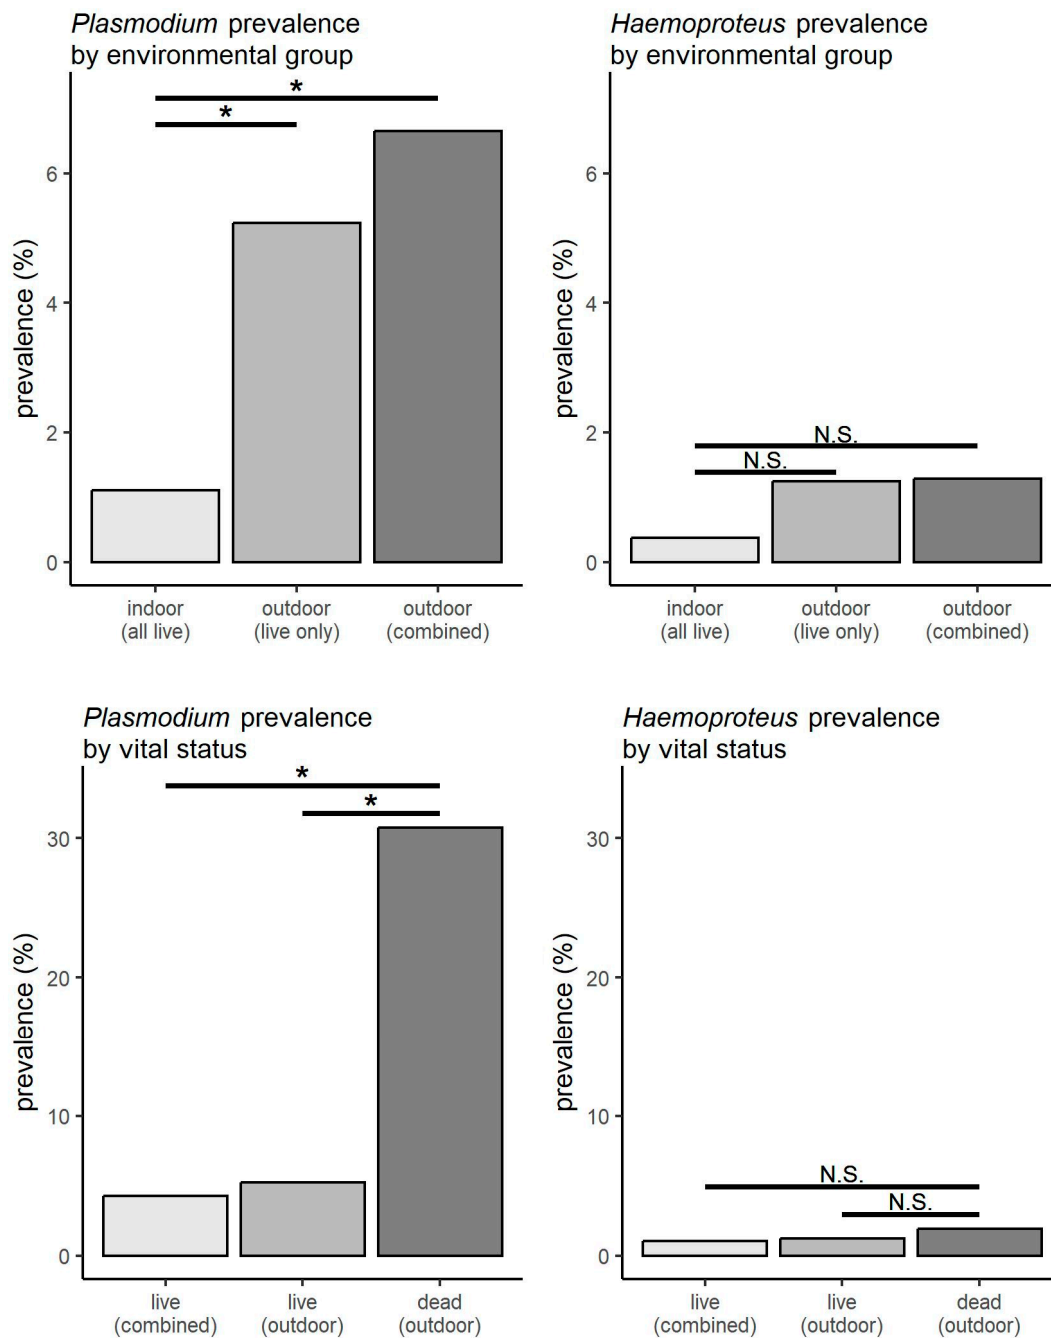 Plasmodium prevalence
by environmental group
*
*
6
4
2
0
prevalence (%)
indoor
(all live)
outdoor
(live only)
outdoor
(combined)
Haemoproteus prevalence
by environmental group
6
4
2
0
prevalence (%)
N.S.
N.S.
indoor
(all live)
outdoor
(live only)
outdoor
(combined)
Plasmodium prevalence
by vital status
*
*
30
20
10
0
prevalence (%)
live
(combined)
live
(outdoor)
dead
(outdoor)
Haemoproteus prevalence
by vital status
30
20
10
0
prevalence (%)
N.S.
N.S.
live
(combined)
live
(outdoor)
dead
(outdoor)